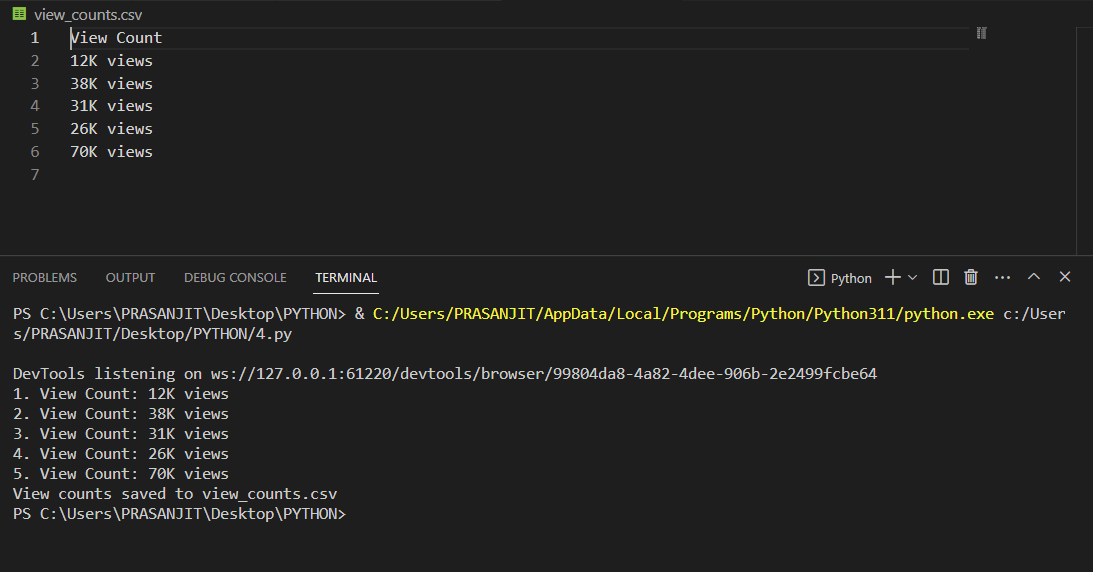 view_counts.csv
1 View Count
2 12K views
3 38K views
4 31K views
5 26K views
6 70K views
7
PROBLEMS OUTPUT DEBUG CONSOLE TERMINAL Python
PS C:\Users\PRASANJIT\Desktop\PYTHON> & C:/Users/PRASANJIT/AppData/Local/Programs/Python/Python311/python.exe c:/User
s/PRASANJIT/Desktop/PYTHON/4.py
DevTools listening on ws://127.0.0.1:61220/devtools/browser/99804da8-4a82-4dee-906b-2e2499fcbe64
1. View Count: 12K views
2. View Count: 38K views
3. View Count: 31K views
4. View Count: 26K views
5. View Count: 70K views
View counts saved to view_counts.csv
PS C:\Users\PRASANJIT\Desktop\PYTHON>